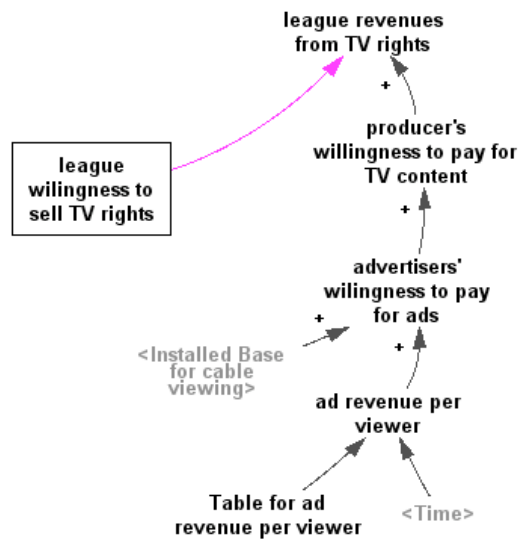 league revenues
from TV rights
+
producer's
willingness to pay for
TV content
league
wilingness to
sell TV rights
+
advertisers'
wilingness to pay
for ads
+
+
<Installed Base
for cable
viewing>
ad revenue per
viewer
Table for ad
revenue per viewer
<Time>